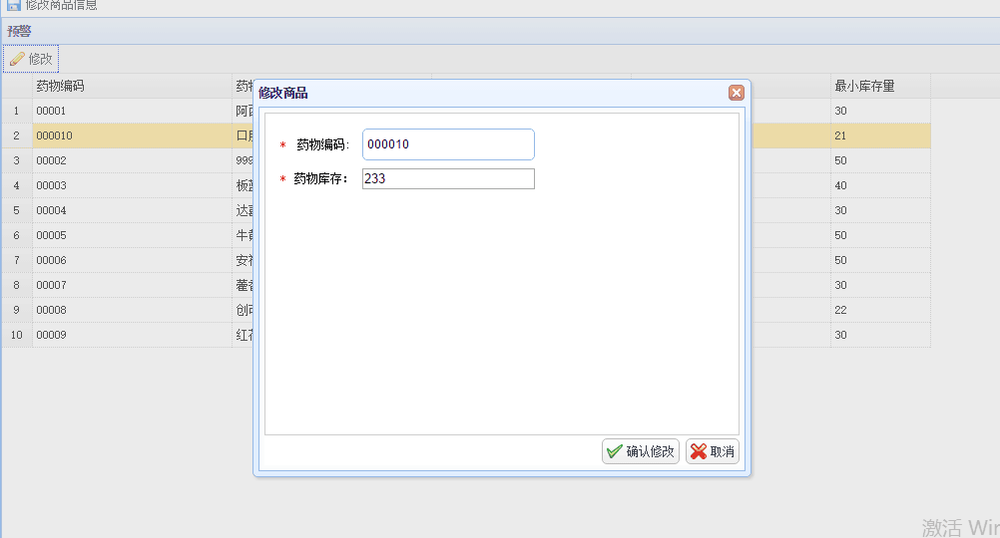 修改商品信息
预警
修改
药物编码 药物 最小库存量
1 00001 阿 30
2 000010 口 21
3 00002 999 50
4 00003 板 40
5 00004 达 30
6 00005 牛 50
7 00006 安 50
8 00007 藿 30
9 00008 创 22
10 00009 红 30
修改商品
* 药物编码: 000010
* 药物库存: 233
确认修改 取消
激活 Wir